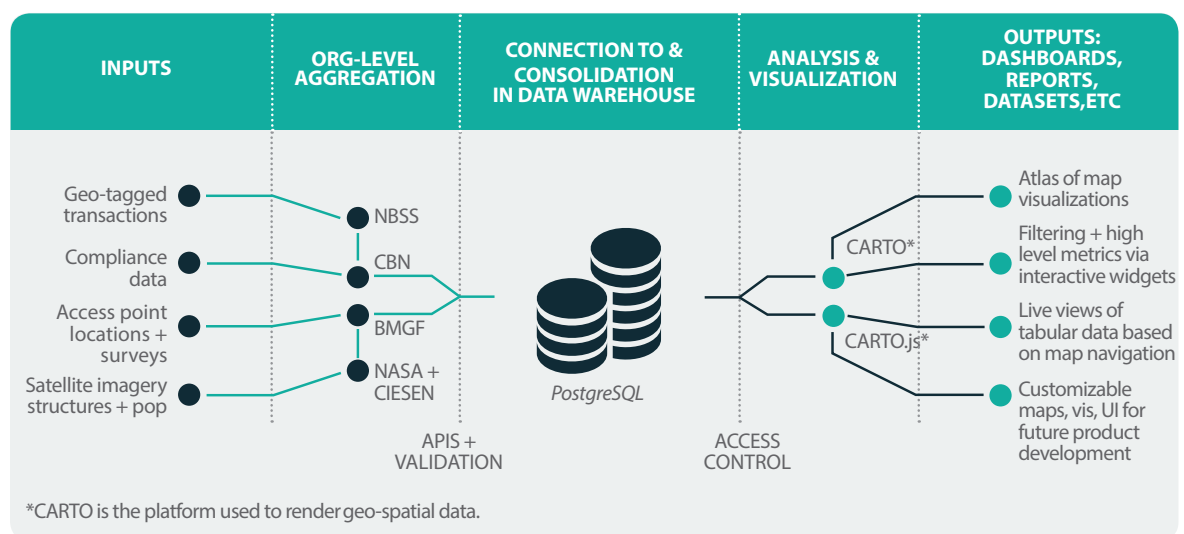 INPUTS
ORG-LEVEL
AGGREGATION
CONNECTION TO &
CONSOLIDATION
IN DATA WAREHOUSE
ANALYSIS &
VISUALIZATION
OUTPUTS:
DASHBOARDS,
REPORTS,
DATASETS,ETC
Geo-tagged
transactions
Compliance
data
Access point
locations +
surveys
Satellite imagery
structures + pop
NBSS
CBN
BMGF
NASA +
CIESEN
APIS +
VALIDATION
PostgreSQL
ACCESS
CONTROL
CARTO*
CARTO.js*
Atlas of map
visualizations
Filtering + high
level metrics via
interactive widgets
Live views of
tabular data based
on map navigation
Customizable
maps, vis, UI for
future product
development
*CARTO is the platform used to render geo-spatial data.